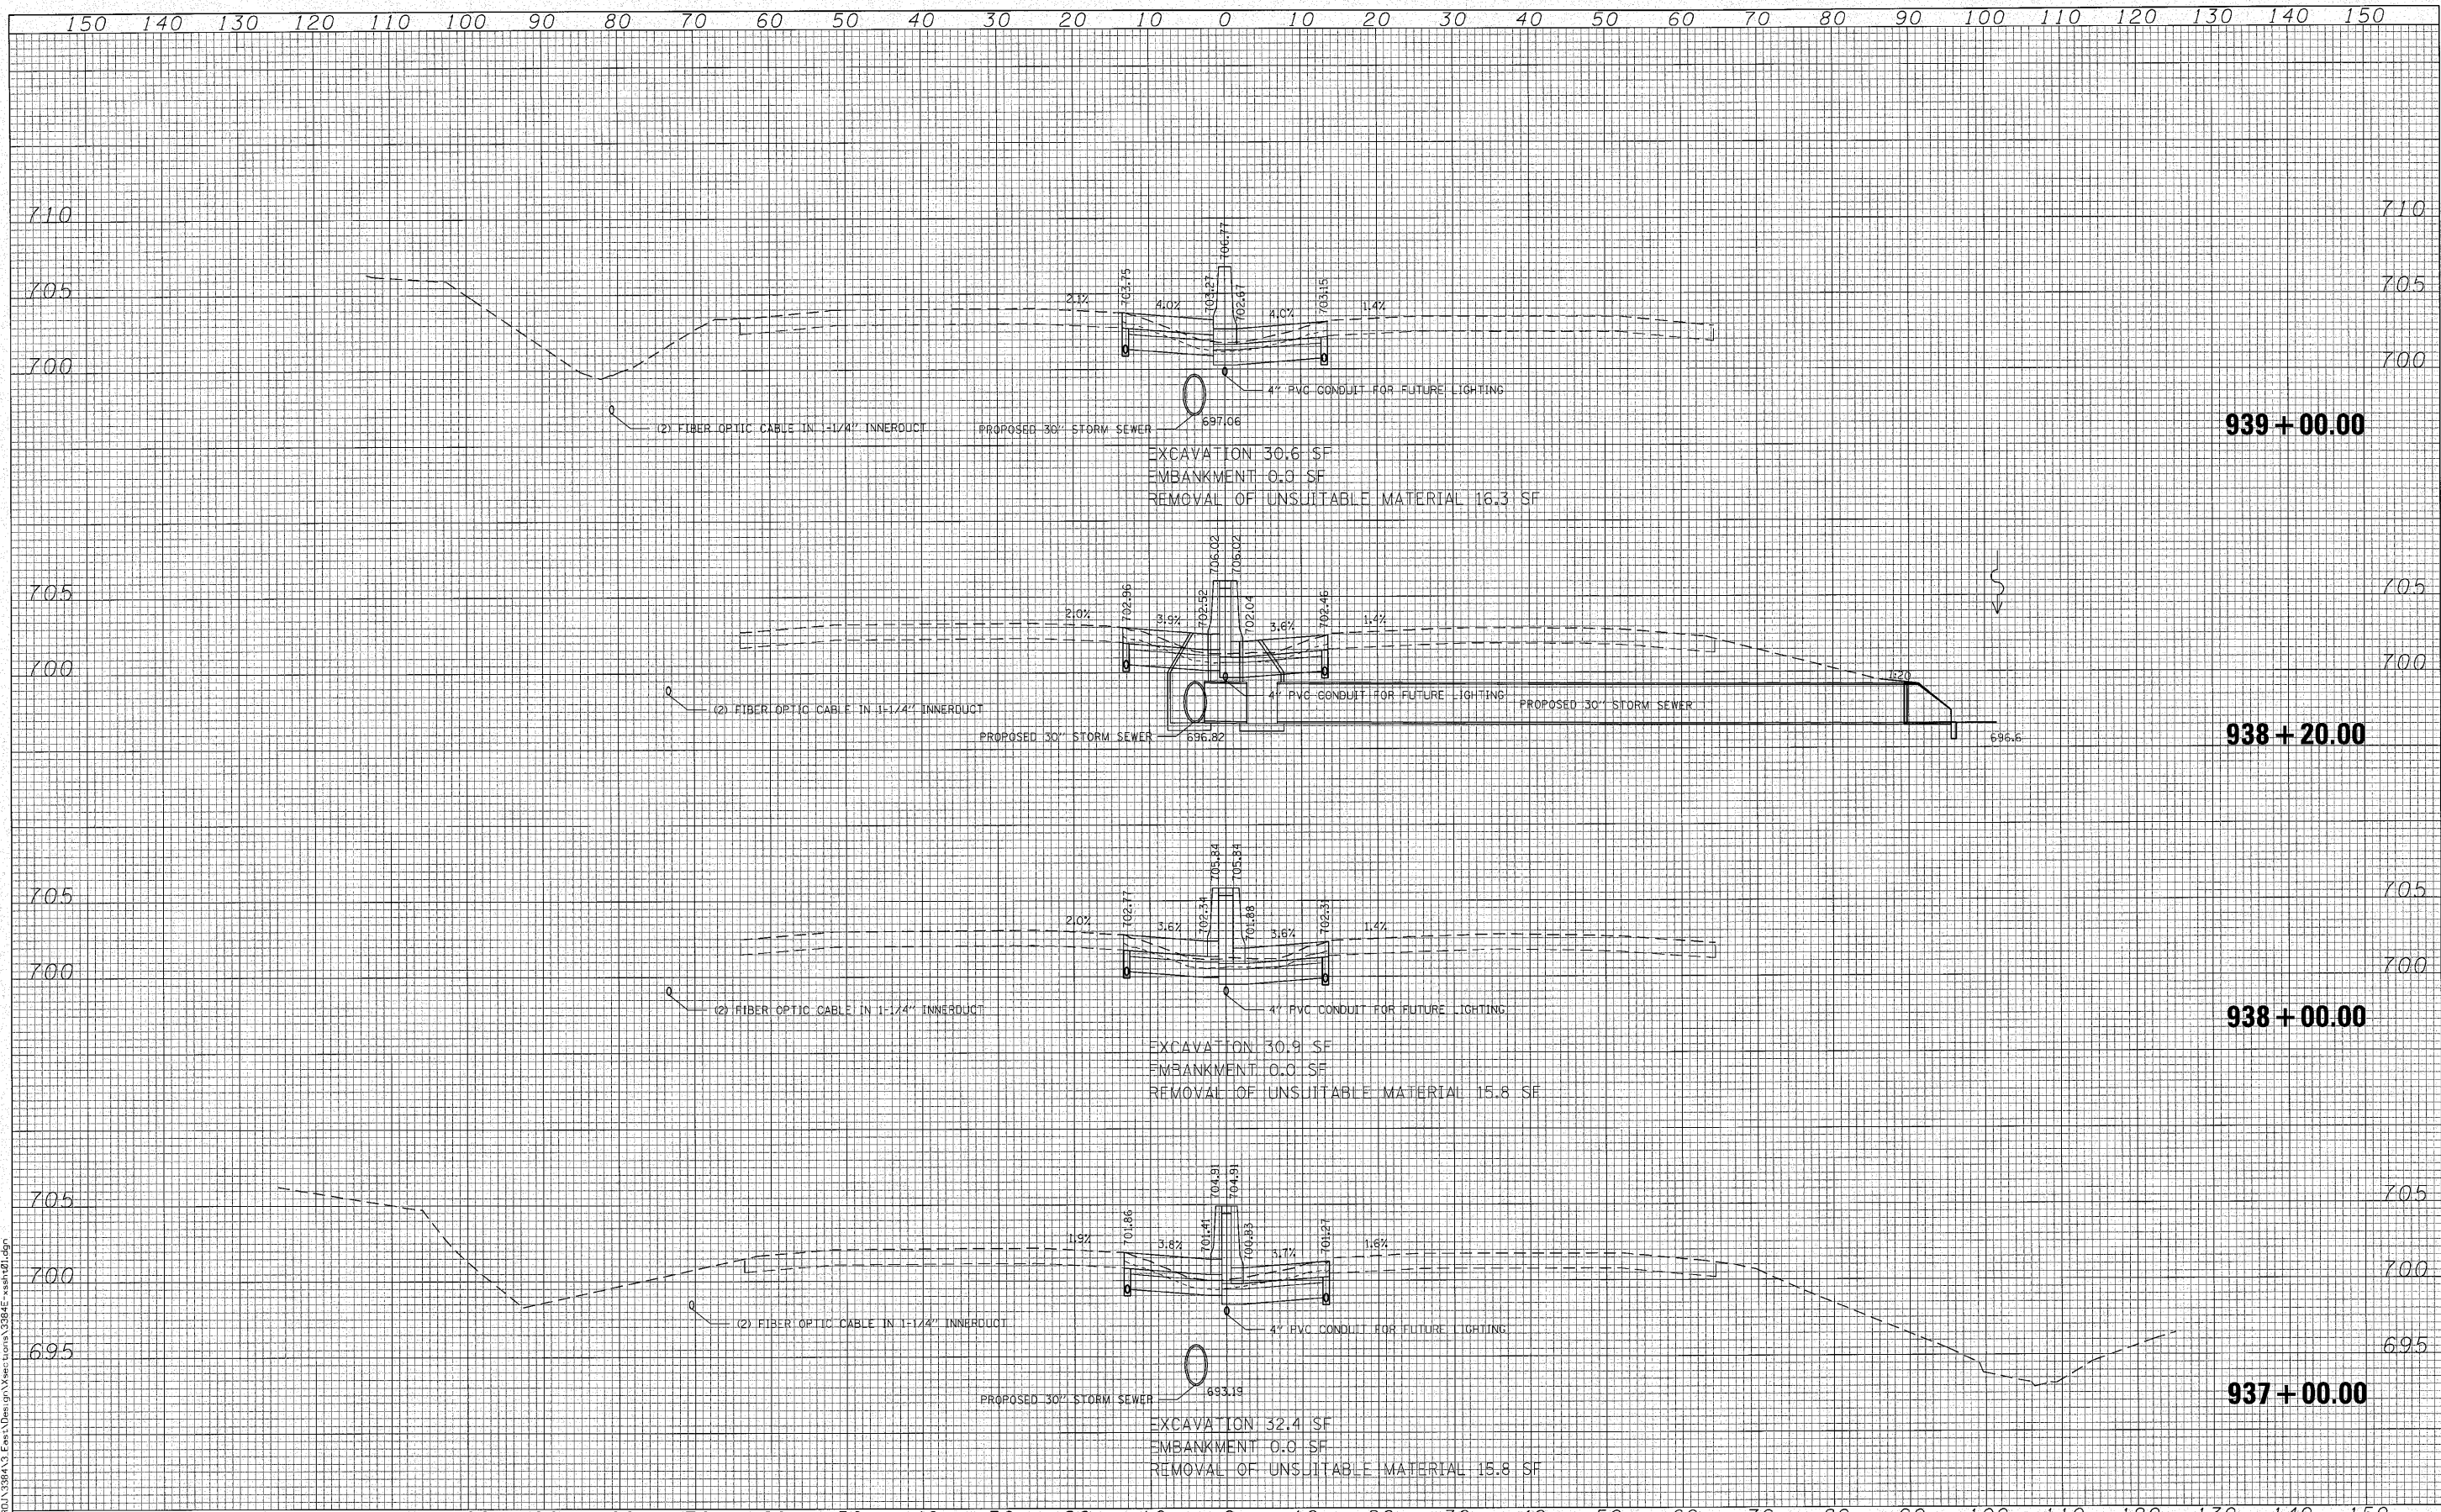 150 140 130 120 110 100 90 80 70 60 50 40 30 20 10 0 10 20 30 40 50 60 70 80 90 100 110 120 130 140 150
710 710
706.77
705 703.75 703.27 702.67 703.15 705
2.1% 4.0% 4.0% 1.4%
700 700
4" PVC CONDUIT FOR FUTURE LIGHTING
(2) FIBER OPTIC CABLE IN 1-1/4" INNERDUCT
PROPOSED 30" STORM SEWER 697.06
939+00.00
EXCAVATION 30.6 SF
EMBANKMENT 0.0 SF
REMOVAL OF UNSUITABLE MATERIAL 16.3 SF
706.02 706.02
705 702.96 702.52 702.04 702.46 705
2.0% 3.9% 3.6% 1.4%
700 700
1:20
4" PVC CONDUIT FOR FUTURE LIGHTING
(2) FIBER OPTIC CABLE IN 1-1/4" INNERDUCT
PROPOSED 30" STORM SEWER
PROPOSED 30" STORM SEWER 696.82 696.6
938+20.00
705.84 705.84
705 702.77 702.34 701.88 702.31 705
2.0% 3.6% 3.6% 1.4%
700 700
(2) FIBER OPTIC CABLE IN 1-1/4" INNERDUCT
4" PVC CONDUIT FOR FUTURE LIGHTING
938+00.00
EXCAVATION 30.9 SF
EMBANKMENT 0.0 SF
REMOVAL OF UNSUITABLE MATERIAL 15.8 SF
704.91 704.91
705 701.86 701.41 700.83 701.27 705
1.9% 3.8% 3.7% 1.6%
700 700
(2) FIBER OPTIC CABLE IN 1-1/4" INNERDUCT
4" PVC CONDUIT FOR FUTURE LIGHTING
695 695
PROPOSED 30" STORM SEWER 693.19
937+00.00
EXCAVATION 32.4 SF
EMBANKMENT 0.0 SF
REMOVAL OF UNSUITABLE MATERIAL 15.8 SF